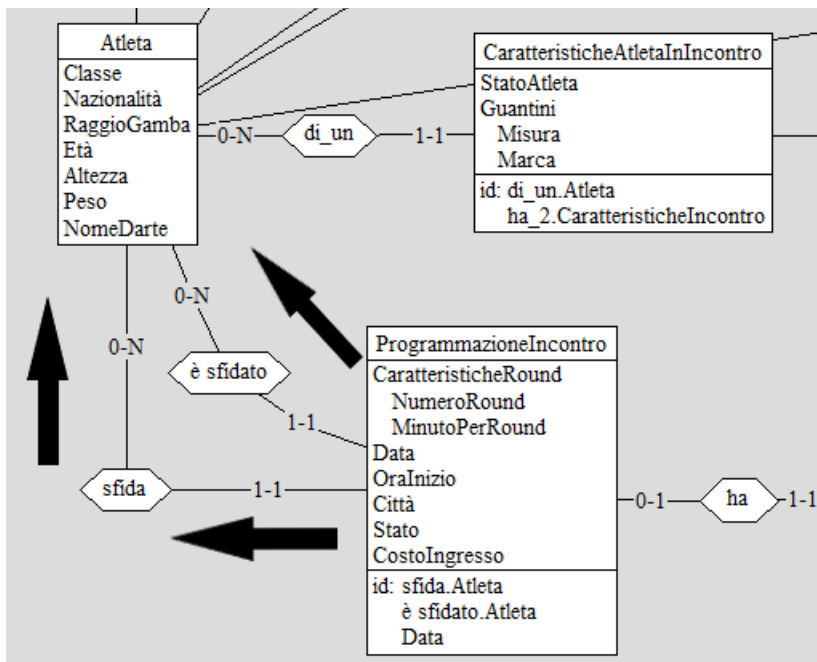 Atleta
Classe
Nazionalità
RaggioGamba
Età
Altezza
Peso
NomeDarte
0-N
di_un
1-1
CaratteristicheAtletaInIncontro
StatoAtleta
Guantini
Misura
Marca
id: di_un.Atleta
ha_2.CaratteristicheIncontro
0-N
0-N
è sfidato
1-1
sfida
1-1
ProgrammazioneIncontro
CaratteristicheRound
NumeroRound
MinutoPerRound
Data
OraInizio
Città
Stato
CostoIngresso
id: sfida.Atleta
è sfidato.Atleta
Data
0-1
ha
1-1